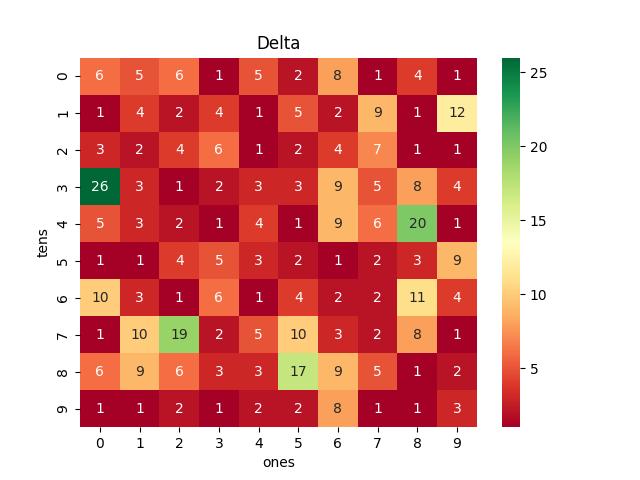 Delta
0 6 5 6 1 5 2 8 1 4 1
1 1 4 2 4 1 5 2 9 1 12
2 3 2 4 6 1 2 4 7 1 1
3 26 3 1 2 3 3 9 5 8 4
4 5 3 2 1 4 1 9 6 20 1
5 1 1 4 5 3 2 1 2 3 9
6 10 3 1 6 1 4 2 2 11 4
7 1 10 19 2 5 10 3 2 8 1
8 6 9 6 3 3 17 9 5 1 2
9 1 1 2 1 2 2 8 1 1 3
0 1 2 3 4 5 6 7 8 9
ones
tens
25
20
15
10
5